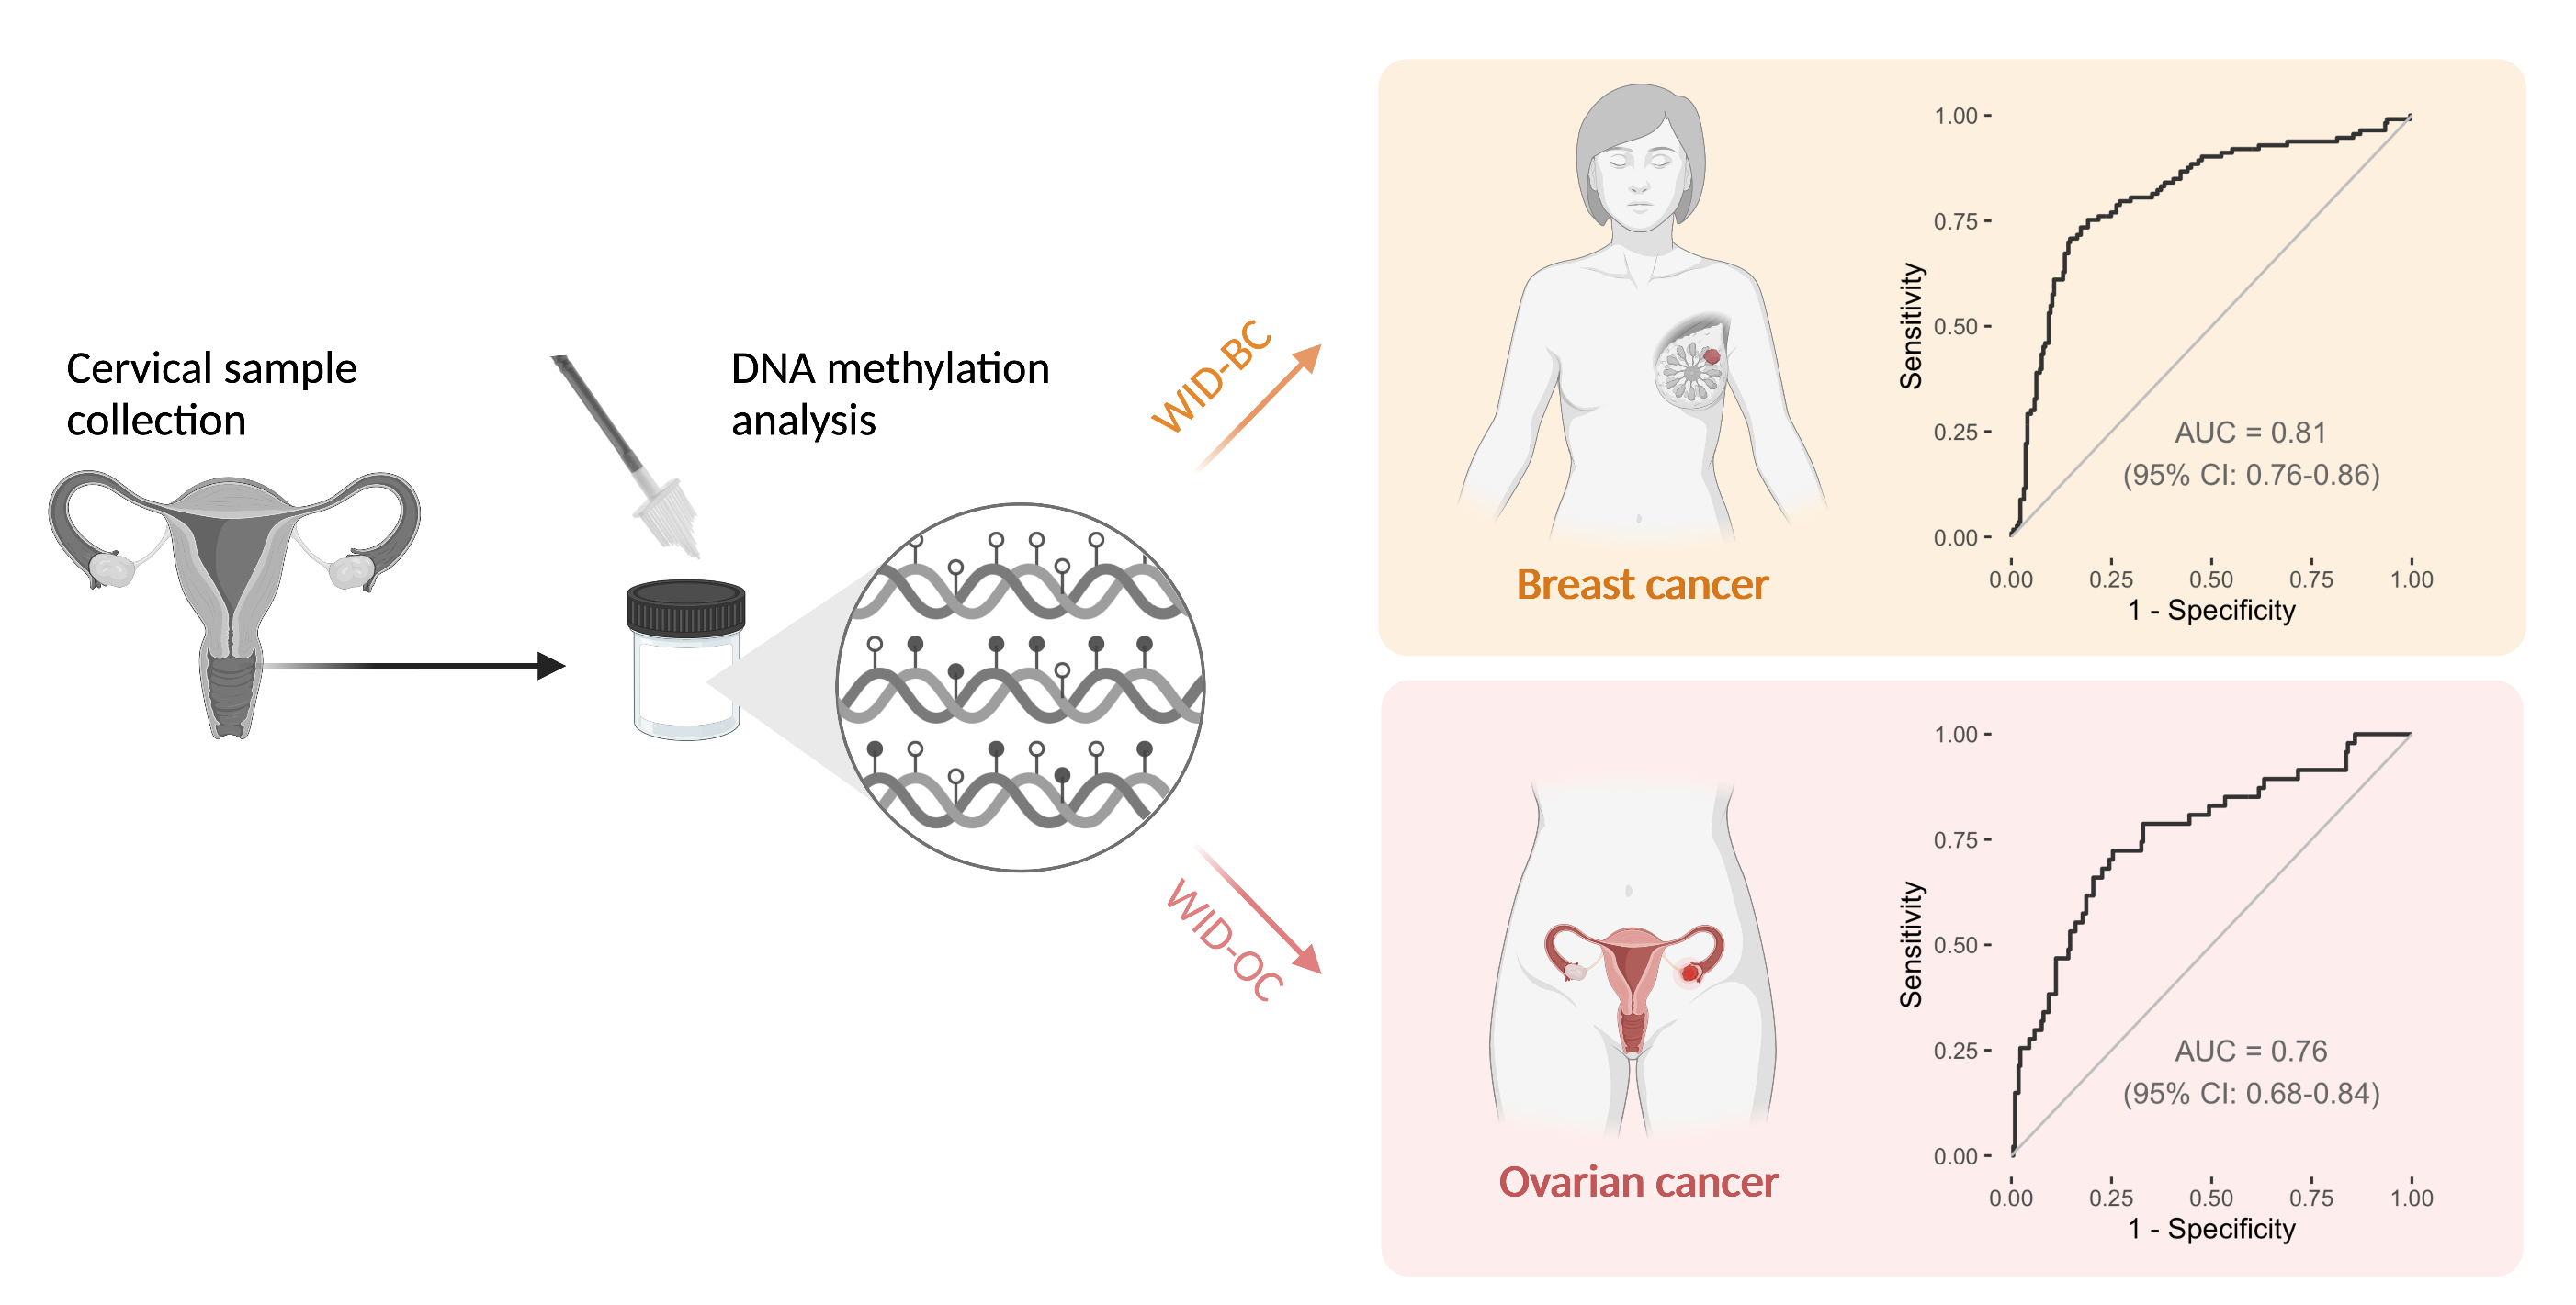 Cervical sample
collection
DNA methylation
analysis
WID-BC
WID-OC
Breast cancer
1.00
0.75
0.50
0.25
0.00
Sensitivity
AUC = 0.81
(95% CI: 0.76-0.86)
0.00 0.25 0.50 0.75 1.00
1 - Specificity
Ovarian cancer
1.00
0.75
0.50
0.25
0.00
Sensitivity
AUC = 0.76
(95% CI: 0.68-0.84)
0.00 0.25 0.50 0.75 1.00
1 - Specificity